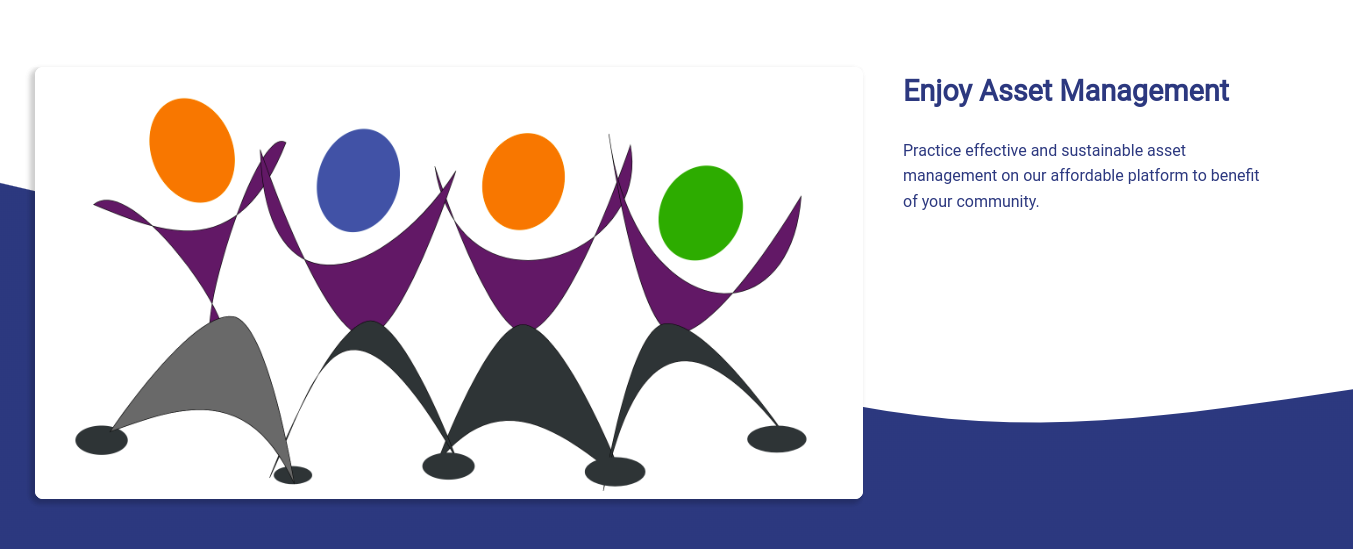 Enjoy Asset Management
Practice effective and sustainable asset
management on our affordable platform to benefit
of your community.